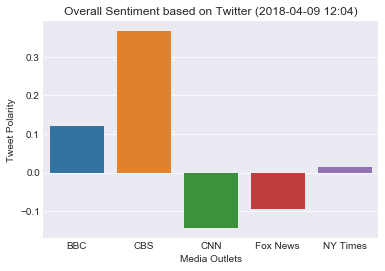 Overall Sentiment based on Twitter (2018-04-09 12:04)
Tweet Polarity
0.3
0.2
0.1
0.0
−0.1
BBC CBS CNN Fox News NY Times
Media Outlets